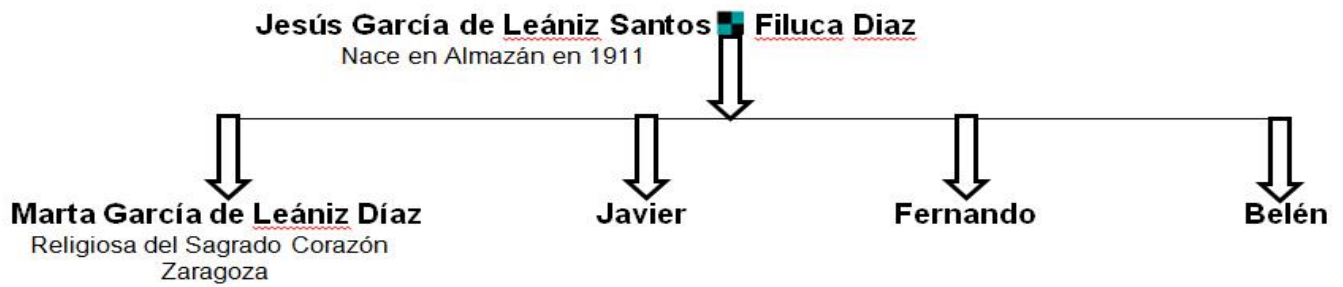 Jesús García de Leániz Santos Filuca Diaz
Nace en Almazán en 1911
Marta García de Leániz Díaz Javier Fernando Belén
Religiosa del Sagrado Corazón
Zaragoza